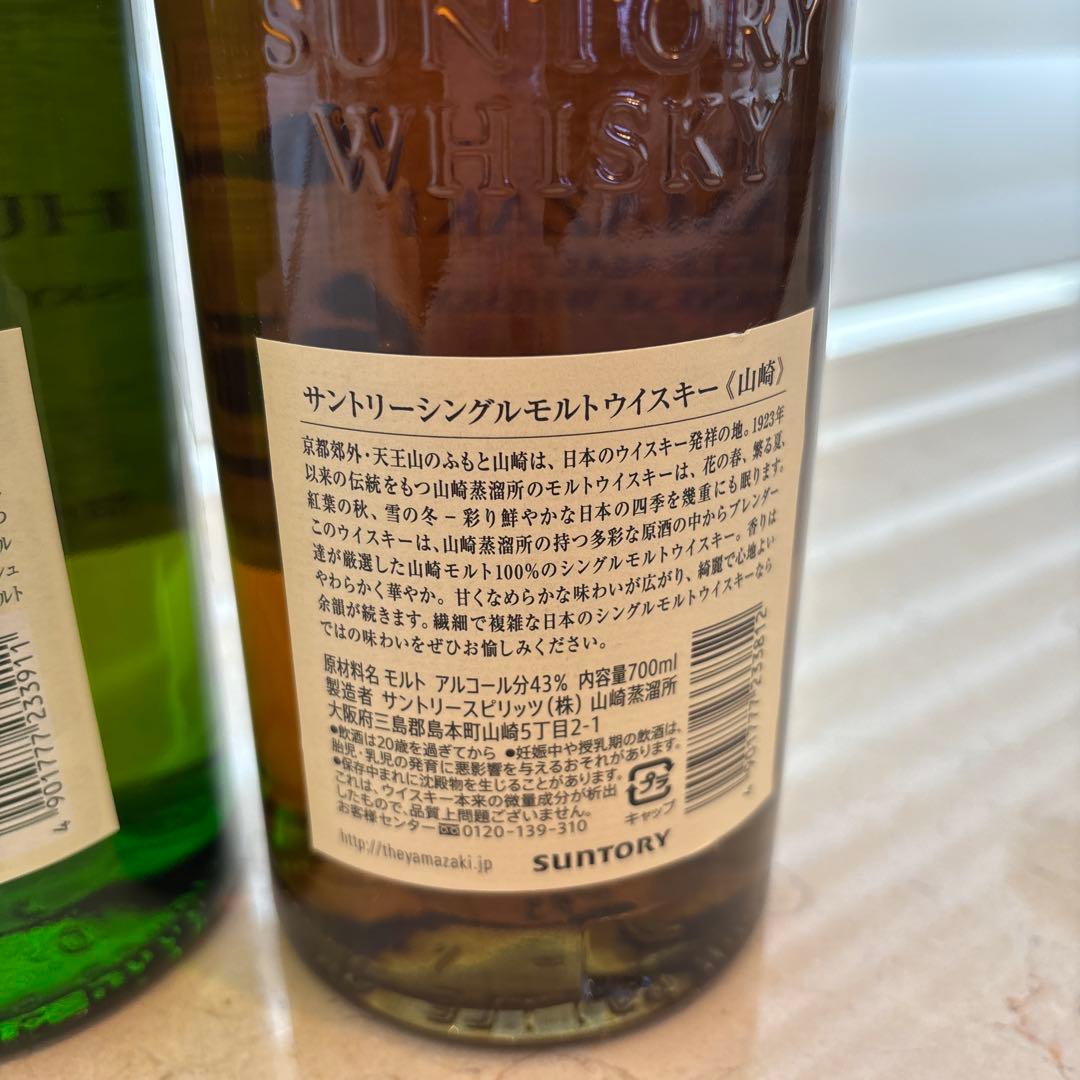 SUNTORY
WHISKY
サントリーシングルモルトウイスキー《山崎》
京都郊外・天王山のふもと山崎は、日本のウイスキー発祥の地。1923年
以来の伝統をもつ山崎蒸溜所のモルトウイスキーは、花の春、繁る夏、
紅葉の秋、雪の冬－彩り鮮やかな日本の四季を幾重にも眠ります。
このウイスキーは、山崎蒸溜所の持つ多彩な原酒の中からブレンダー
達が厳選した山崎モルト100%のシングルモルトウイスキー。香りは
やわらかく華やか。甘くなめらかな味わいが広がり、綺麗で心地よい
余韻が続きます。繊細で複雑な日本のシングルモルトウイスキーなら
ではの味わいをぜひお愉しみください。
原材料名 モルト アルコール分43% 内容量700ml
製造者 サントリースピリッツ(株) 山崎蒸溜所
大阪府三島郡島本町山崎5丁目2-1
●飲酒は20歳を過ぎてから ●妊娠中や授乳期の飲酒は、
胎児・乳児の発育に悪影響を与えるおそれがあります。
●保存中まれに沈殿物を生じることがあります。
これは、ウイスキー本来の微量成分が析出
したもので、品質上問題ございません。
お客様センター 0120-139-310
http://theyamazaki.jp
SUNTORY
プラ
キャップ
4 901777 233812
つ
ル
シュ
ルト
4 901777 233911